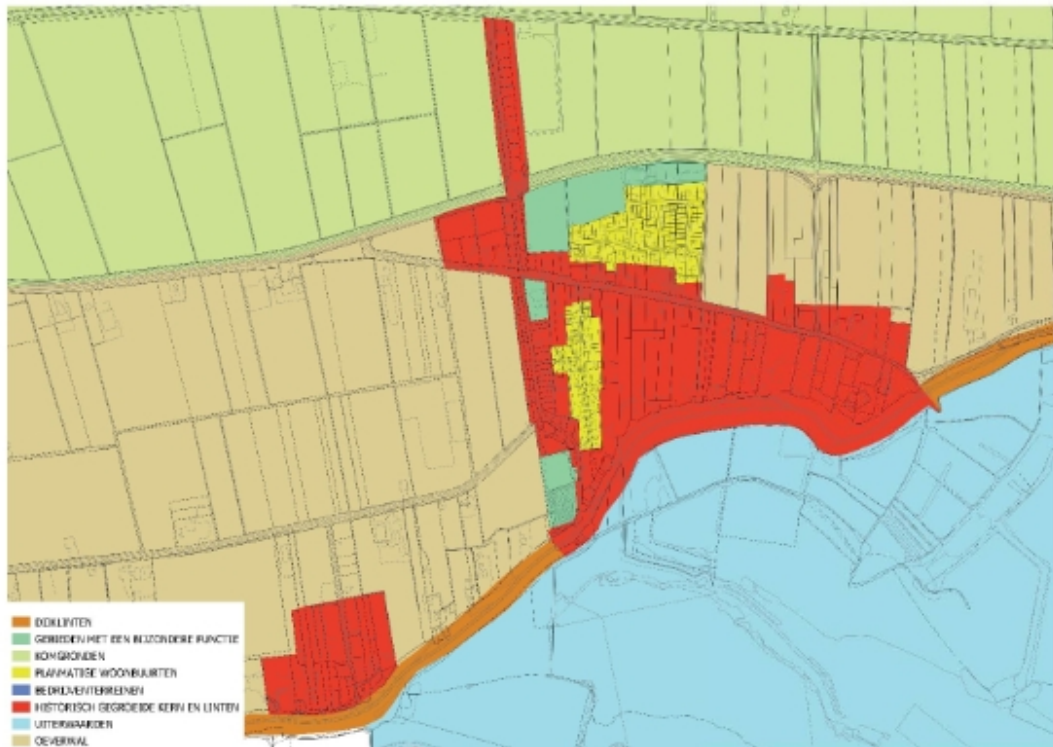 DIJKLINTEN
GEBIEDEN MET EEN BIJZONDERE FUNCTIE
KOMGRONDEN
PLANMATIGE WOONBUURTEN
BEDRIJVENTERREINEN
HISTORISCH GEGROEIDE KERN EN LINTEN
UITERWAARDEN
OEVERWAL